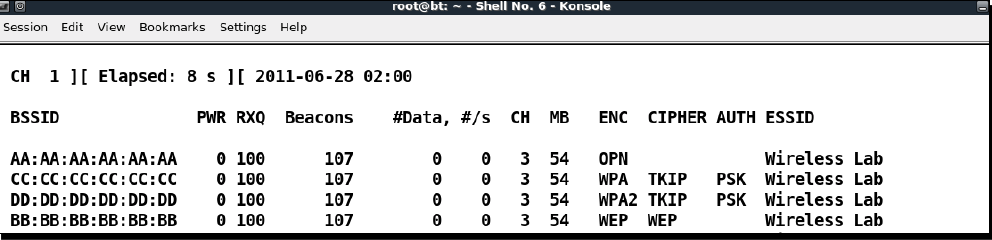 root@bt: ~ - Shell No. 6 - Konsole
Session Edit View Bookmarks Settings Help
CH 1 ][ Elapsed: 8 s ][ 2011-06-28 02:00
BSSID PWR RXQ Beacons #Data, #/s CH MB ENC CIPHER AUTH ESSID
AA:AA:AA:AA:AA:AA 0 100 107 0 0 3 54 OPN Wireless Lab
CC:CC:CC:CC:CC:CC 0 100 107 0 0 3 54 WPA TKIP PSK Wireless Lab
DD:DD:DD:DD:DD:DD 0 100 107 0 0 3 54 WPA2 TKIP PSK Wireless Lab
BB:BB:BB:BB:BB:BB 0 100 107 0 0 3 54 WEP WEP Wireless Lab